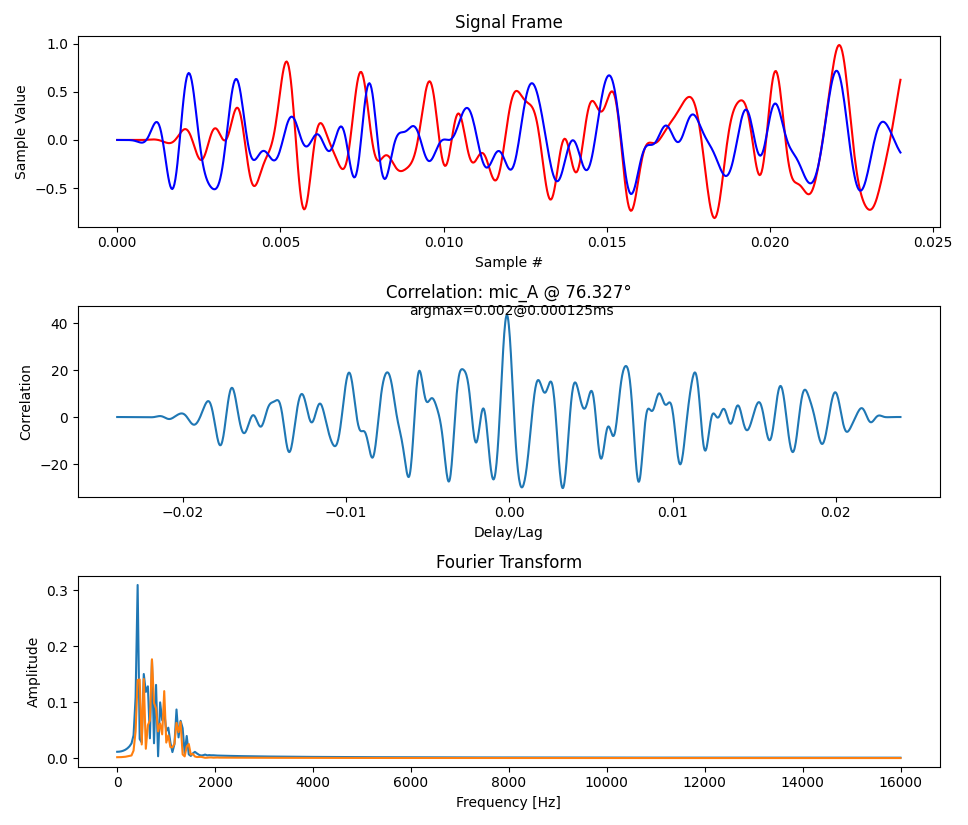 Signal Frame
1.0
0.5
0.0
−0.5
Sample Value
0.000 0.005 0.010 0.015 0.020 0.025
Sample #
Correlation: mic_A @ 76.327°
argmax=0.002@0.000125ms
40
20
0
−20
Correlation
−0.02 −0.01 0.00 0.01 0.02
Delay/Lag
Fourier Transform
0.3
0.2
0.1
0.0
Amplitude
0 2000 4000 6000 8000 10000 12000 14000 16000
Frequency [Hz]